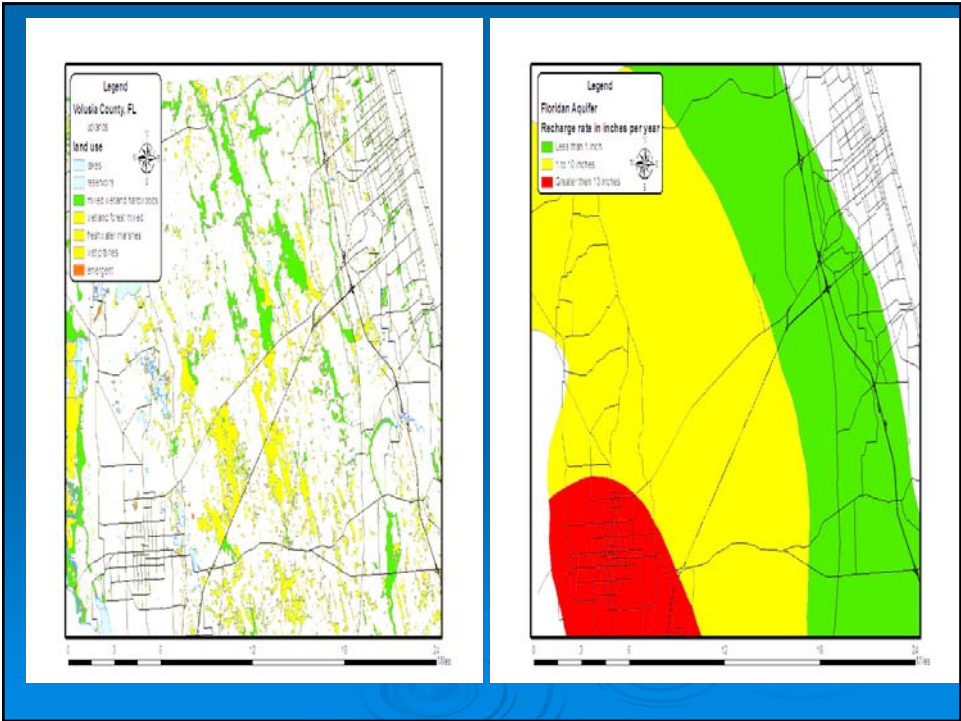 Legend
Volusia County, FL
uplands
land use
lakes
reservoirs
mixed wetland hardwoods
wetland forest mixed
freshwater marshes
wet prairies
emergent
0 3 6 12 18 24
Miles
Legend
Floridan Aquifer
Recharge rate in inches per year
Less than 1 inch
1 to 10 inches
Greater then 10 inches
0 3 6 12 18 24
Miles